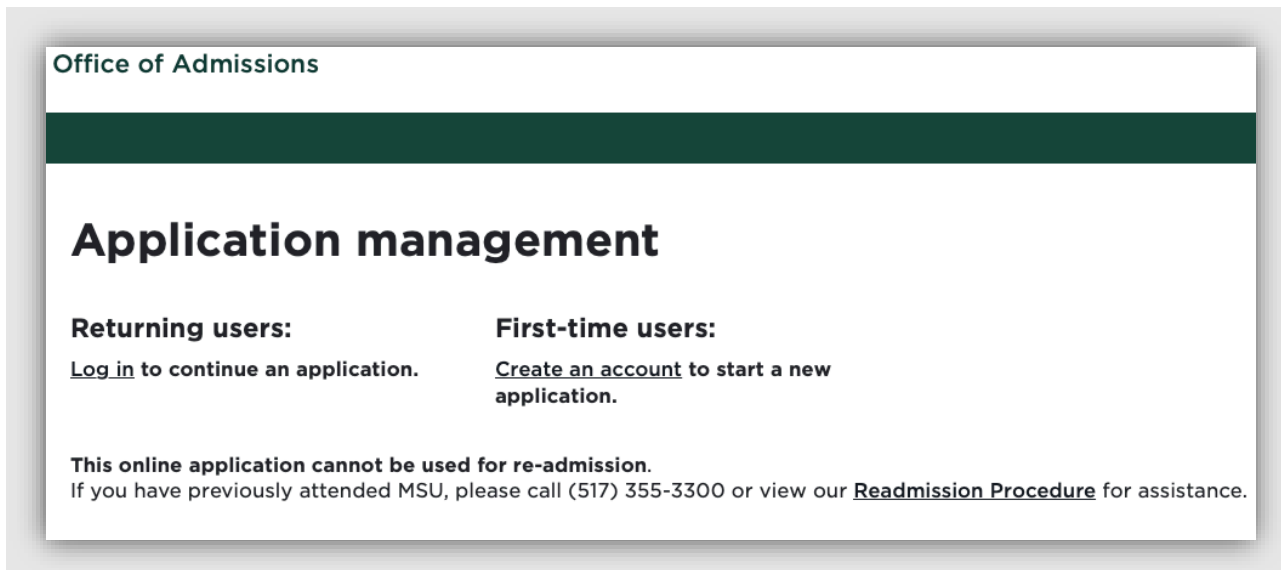 Office of Admissions
Application management
Returning users:
Log in to continue an application.
First-time users:
Create an account to start a new
application.
This online application cannot be used for re-admission.
If you have previously attended MSU, please call (517) 355-3300 or view our Readmission Procedure for assistance.